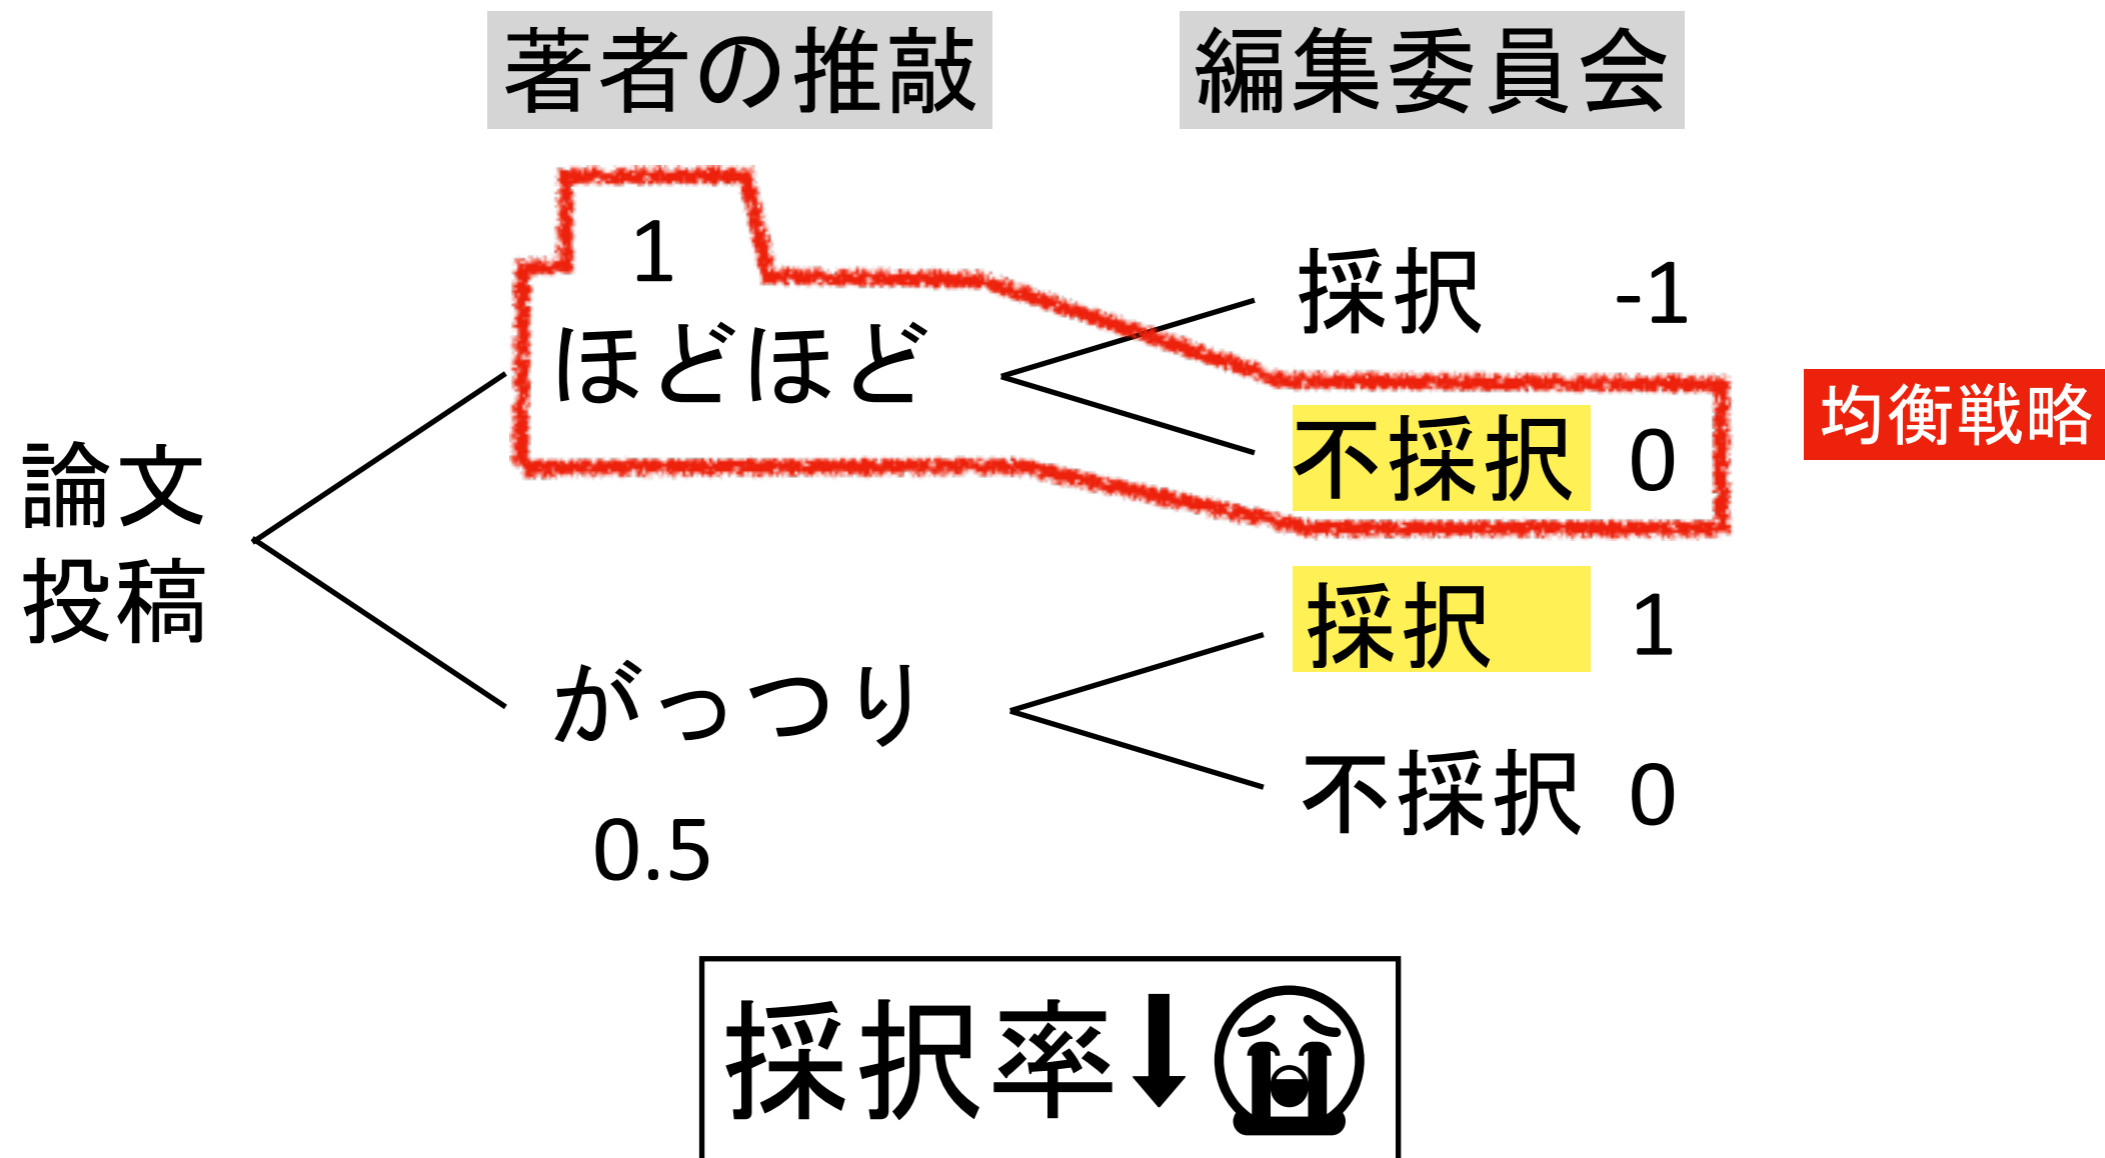 著者の推敲 編集委員会
1
採択 -1
ほどほど
不採択 0
均衡戦略
論文
投稿
採択 1
がっつり
不採択 0
0.5
採択率⬇😭